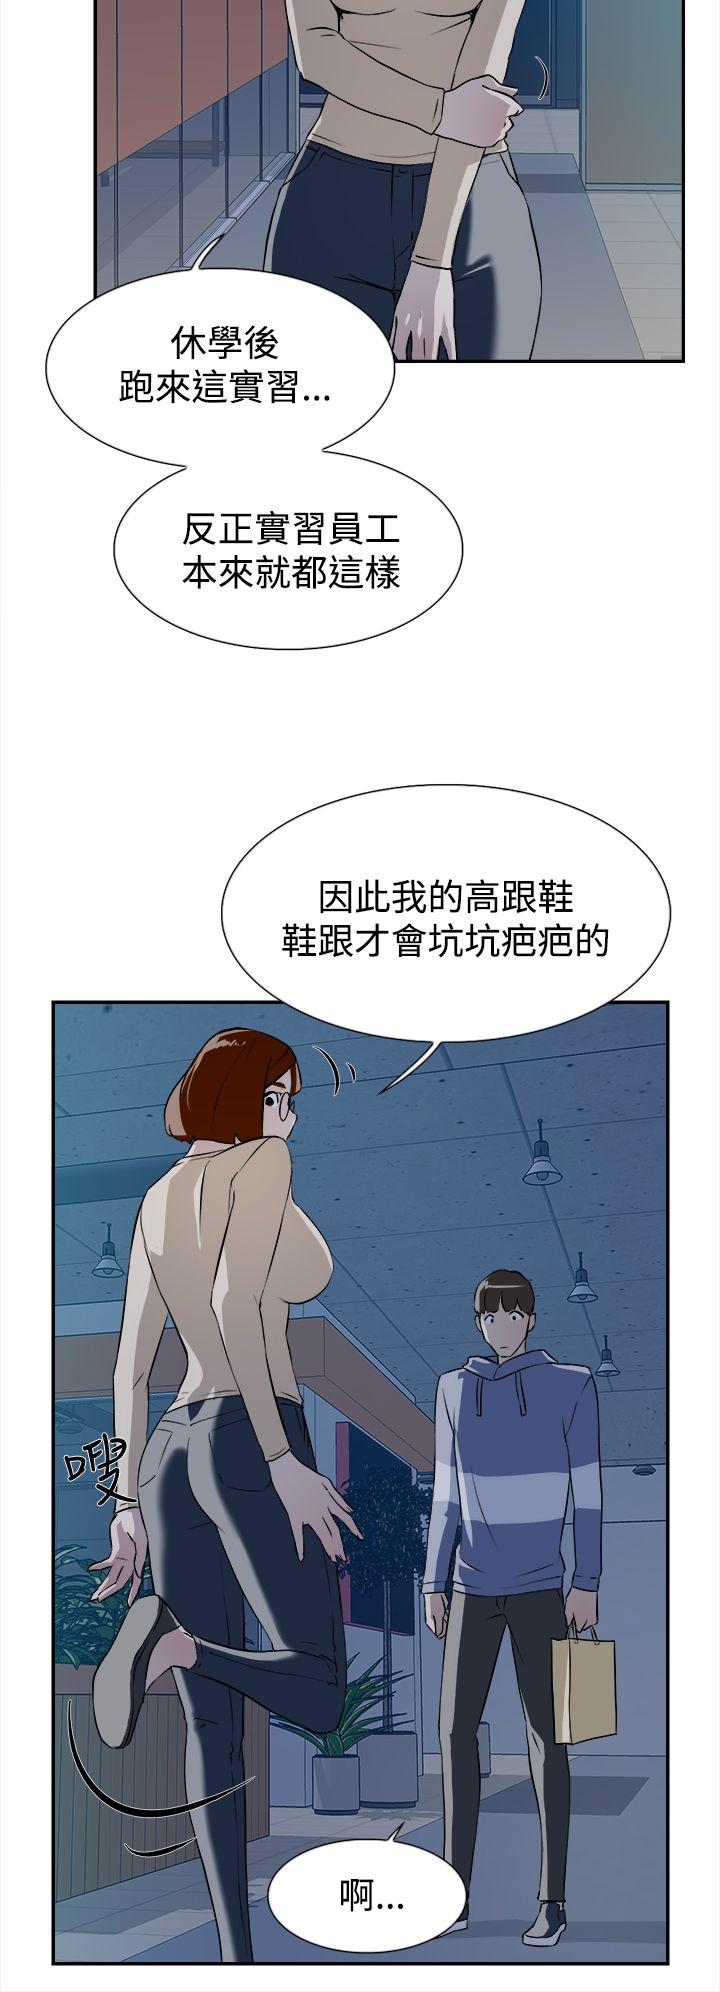 休學後
跑來這實習...
反正實習員工
本來就都這樣
因此我的高跟鞋
鞋跟才會坑坑疤疤的
嗖
啊...